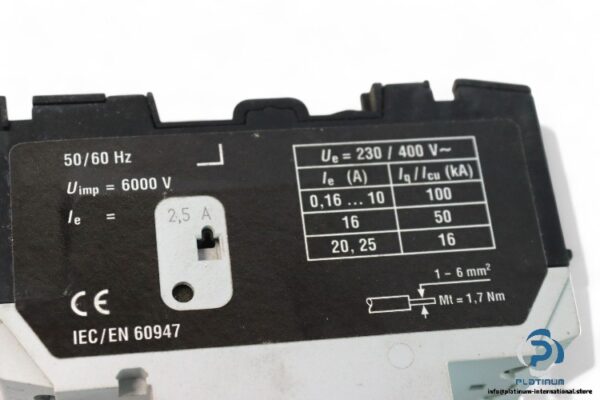 50/60 Hz
Uimp = 6000 V
Ie =
2,5 A
CE
IEC/EN 60947
Ue = 230 / 400 V~
Ie (A) Iq/Icu (kA)
0,16 ... 10 100
16 50
20, 25 16
1 - 6 mm²
Mt = 1,7 Nm
PLATINUM
INTERNATIONAL
info@platinum-international.store